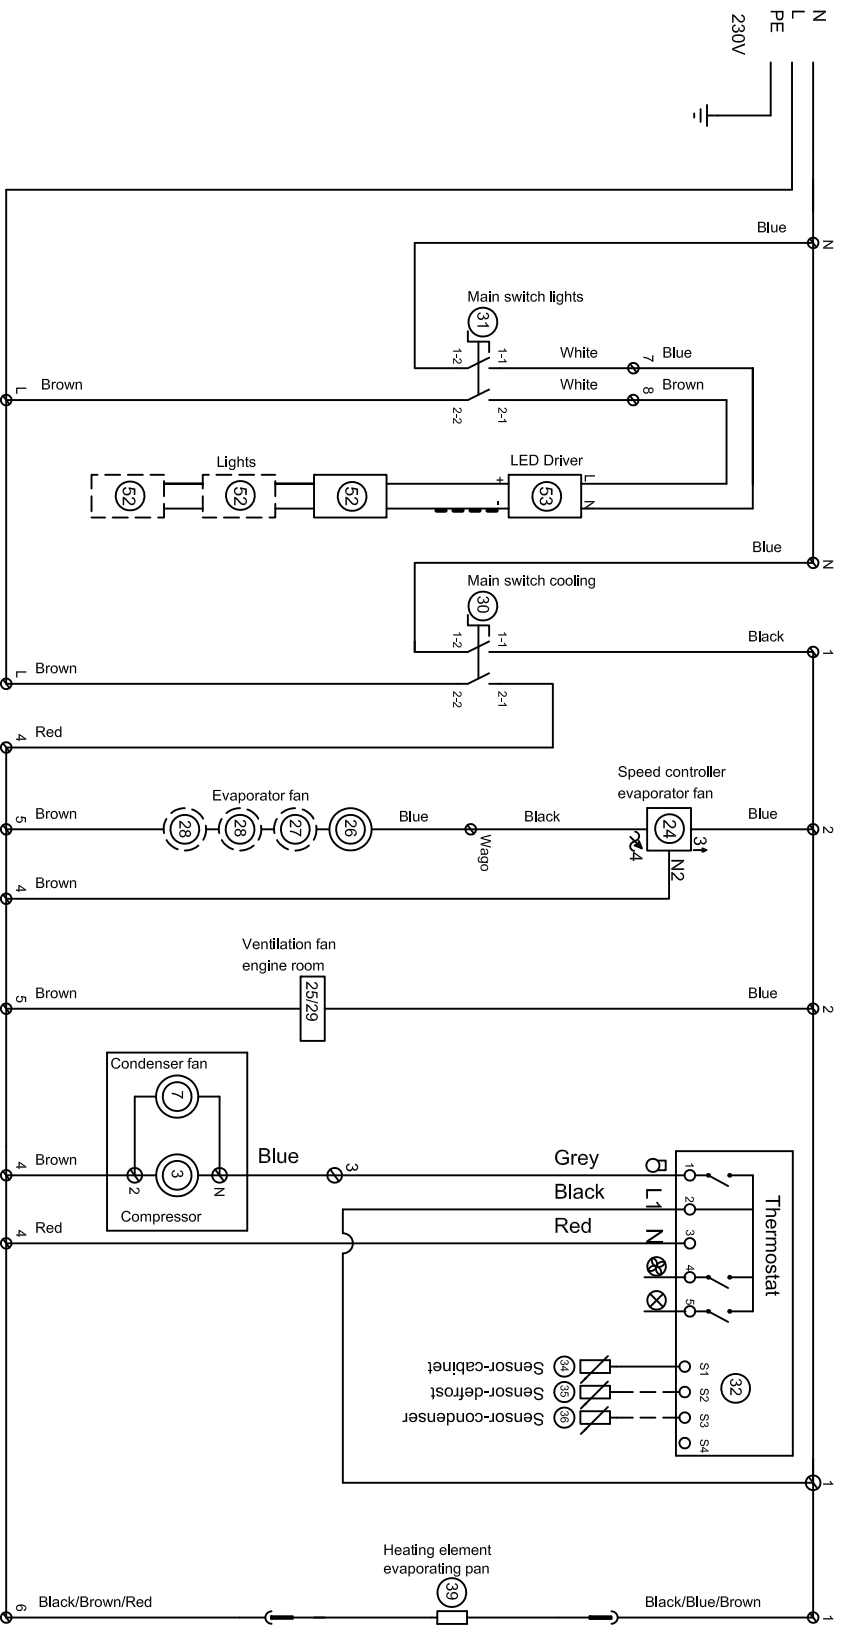 N
L
PE
230V
Blue
N
Main switch lights
31
1-2
1-1
White
7
Blue
L
Brown
2-2
2-1
White
8
Brown
Lights
LED Driver
52
52
52
+
-
53
L
N
Blue
N
Main switch cooling
30
1-2
1-1
Black
1
L
Brown
2-2
2-1
4
Red
Speed controller
evaporator fan
Evaporator fan
5
Brown
28
28
27
26
Blue
Wago
Black
4
24
3
N2
Blue
2
4
Brown
Ventilation fan
engine room
5
Brown
25/29
Blue
2
Condenser fan
7
4
Brown
2
3
N
Compressor
Blue
3
Grey
1
Black
L1
2
4
Red
Red
N
3
4
5
Thermostat
32
Sensor-cabinet
34
S1
Sensor-defrost
35
S2
Sensor-condenser
36
S3
S4
1
Heating element
evaporating pan
39
6
Black/Brown/Red
Black/Blue/Brown
1